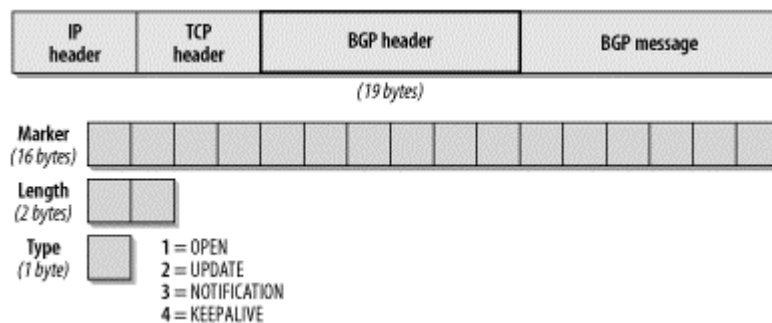 IP header
TCP header
BGP header
BGP message
(19 bytes)
Marker
(16 bytes)
Length
(2 bytes)
Type
(1 byte)
1 = OPEN
2 = UPDATE
3 = NOTIFICATION
4 = KEEPALIVE